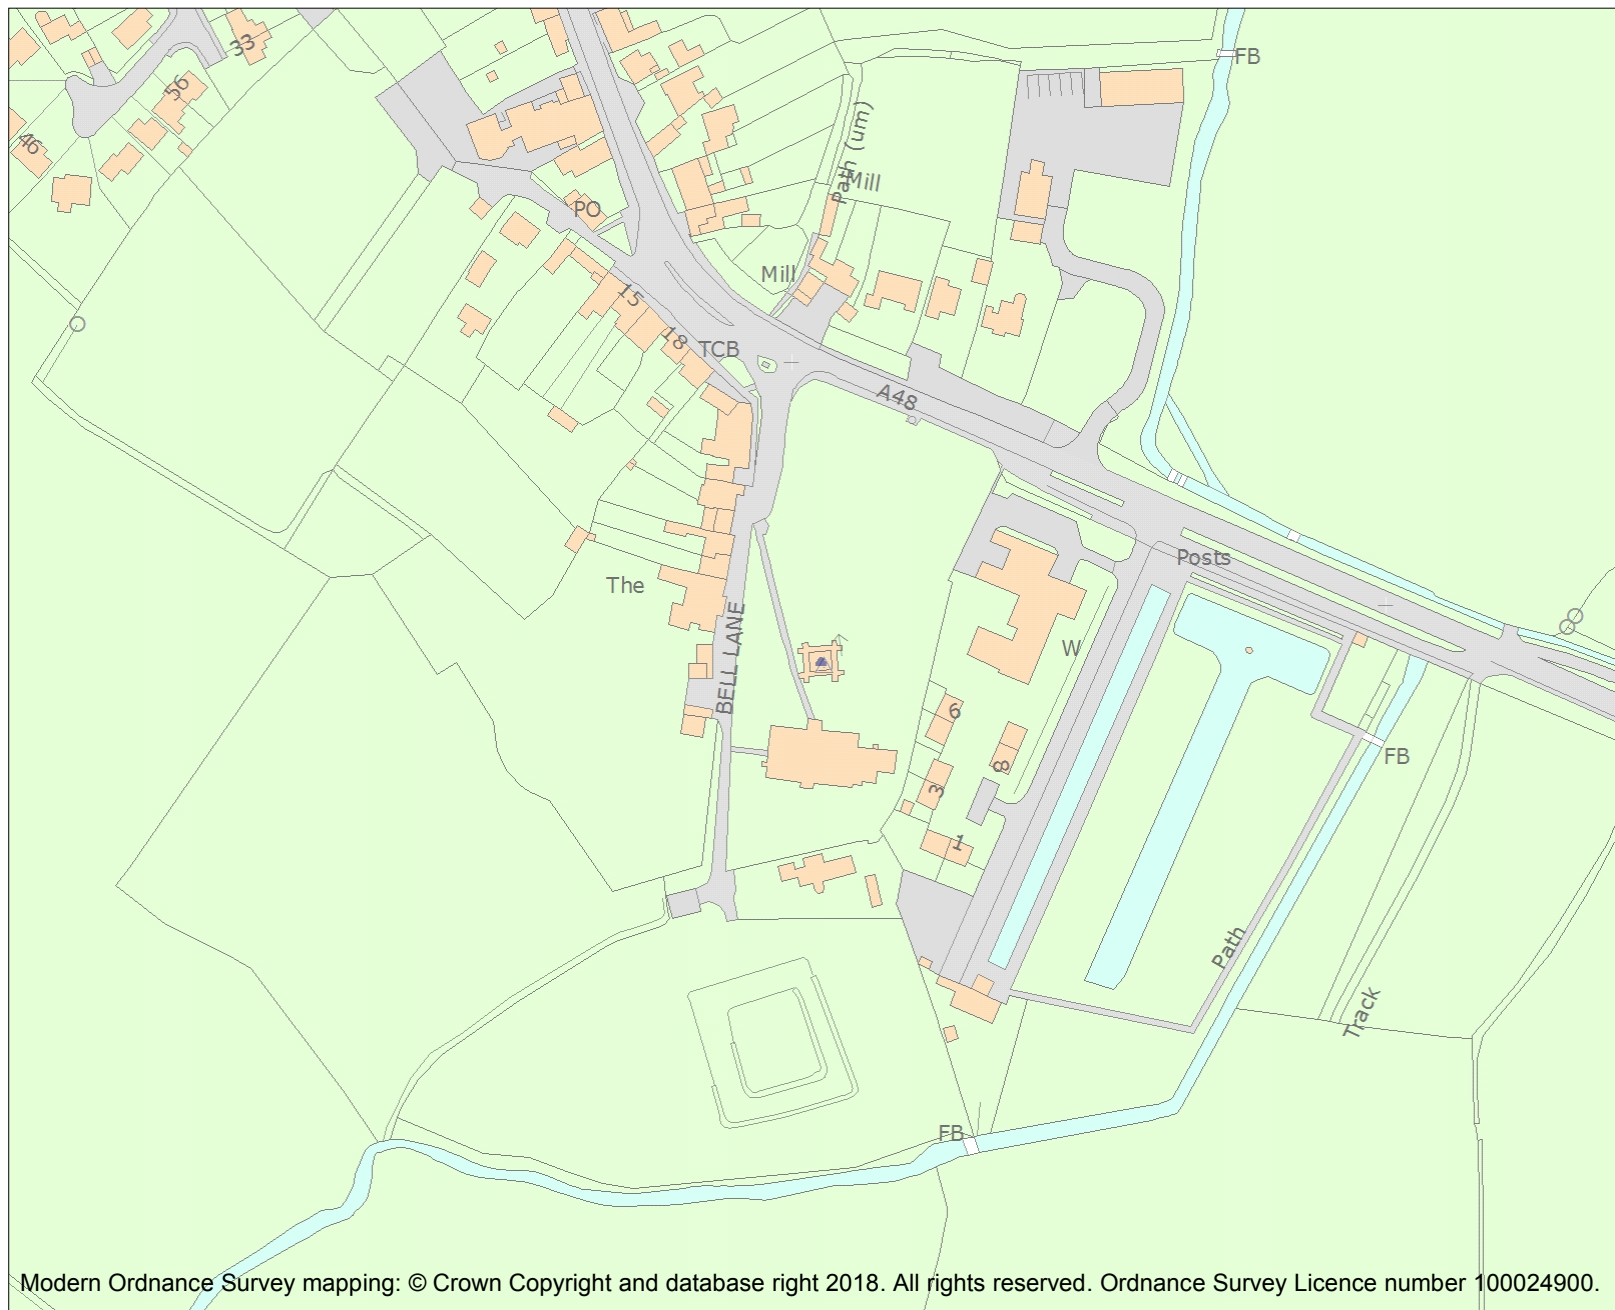 33
FB
56
46
Path (um)
Mill
PO
Mill
15
18
TCB
A48
Posts
The
BELL LANE
W
6
8
3
1
FB
Path
Track
FB
Modern Ordnance Survey mapping: © Crown Copyright and database right 2018. All rights reserved. Ordnance Survey Licence number 100024900.